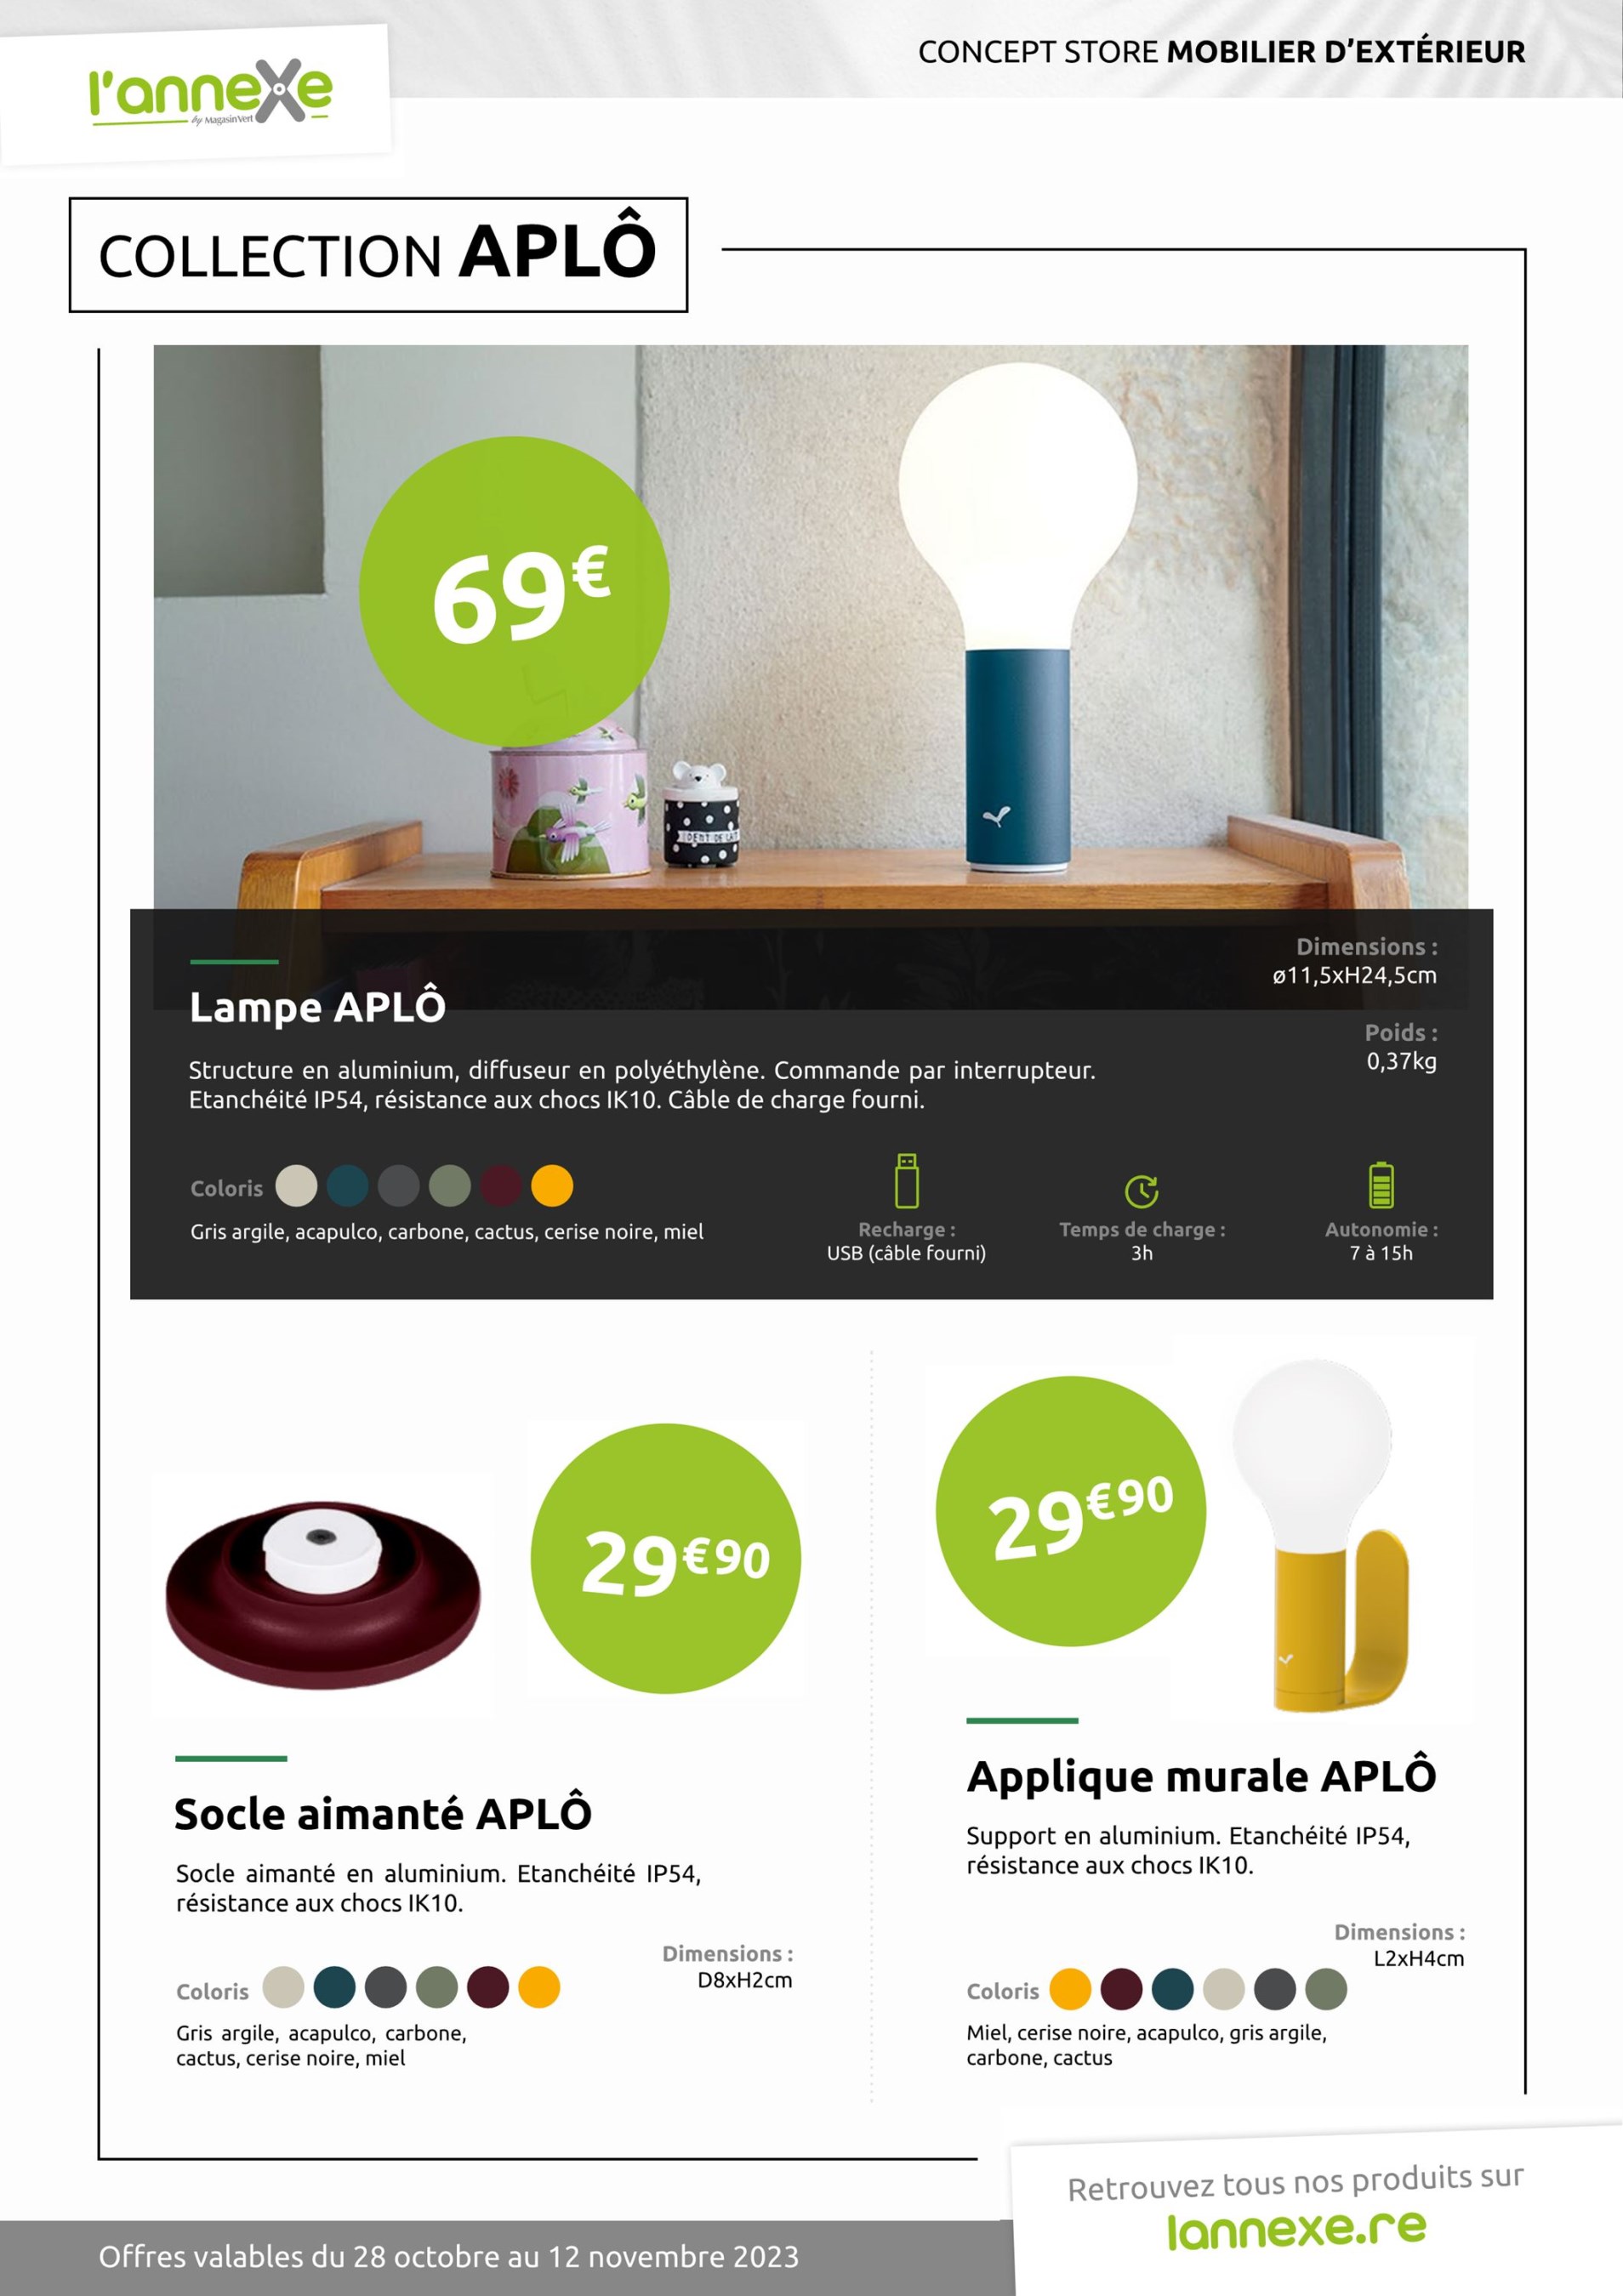 l'annexe
by MagasinVert
CONCEPT STORE MOBILIER D'EXTÉRIEUR
COLLECTION APLÔ
69€
DENT DE LAIT
Lampe APLÔ
Structure en aluminium, diffuseur en polyéthylène. Commande par interrupteur.
Etanchéité IP54, résistance aux chocs IK10. Câble de charge fourni.
Dimensions :
ø11,5xH24,5cm
Poids :
0,37kg
Coloris
Gris argile, acapulco, carbone, cactus, cerise noire, miel
Recharge :
USB (câble fourni)
Temps de charge :
3h
Autonomie :
7 à 15h
29€90
Socle aimanté APLÔ
Socle aimanté en aluminium. Etanchéité IP54,
résistance aux chocs IK10.
Dimensions :
D8xH2cm
Coloris
Gris argile, acapulco, carbone,
cactus, cerise noire, miel
29€90
Applique murale APLÔ
Support en aluminium. Etanchéité IP54,
résistance aux chocs IK10.
Dimensions :
L2xH4cm
Coloris
Miel, cerise noire, acapulco, gris argile,
carbone, cactus
Retrouvez tous nos produits sur
lannexe.re
Offres valables du 28 octobre au 12 novembre 2023